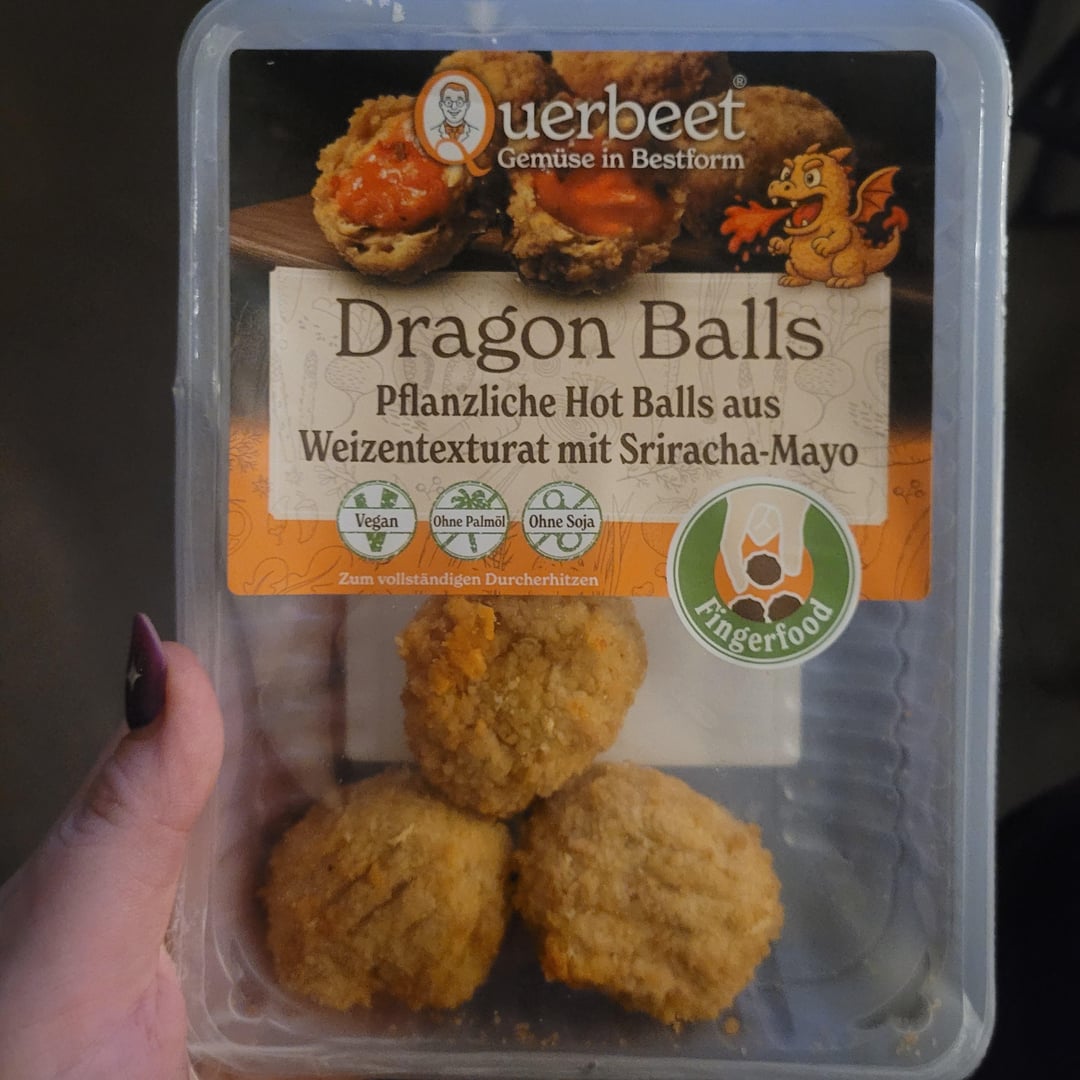 Querbeet®
Gemüse in Bestform
Dragon Balls
Pflanzliche Hot Balls aus
Weizentexturat mit Sriracha-Mayo
Vegan
Ohne Palmöl
Ohne Soja
Zum vollständigen Durcherhitzen
Fingerfood